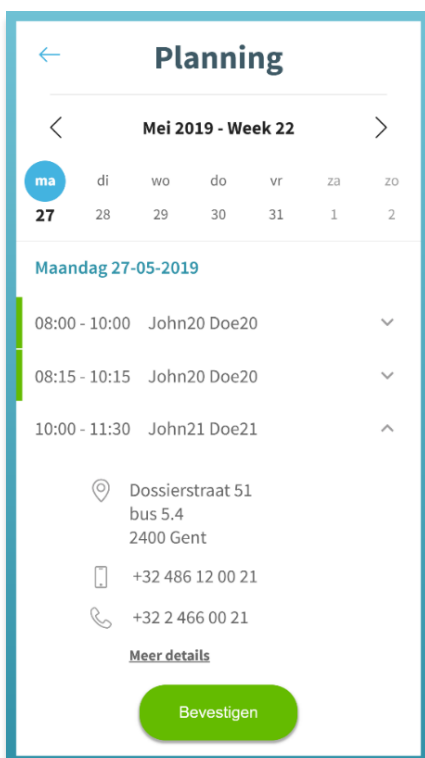 Planning
Mei 2019 - Week 22
ma di wo do vr za zo
27 28 29 30 31 1 2
Maandag 27-05-2019
08:00 - 10:00 John20 Doe20
08:15 - 10:15 John20 Doe20
10:00 - 11:30 John21 Doe21
Dossierstraat 51
bus 5.4
2400 Gent
+32 486 12 00 21
+32 2 466 00 21
Meer details
Bevestigen